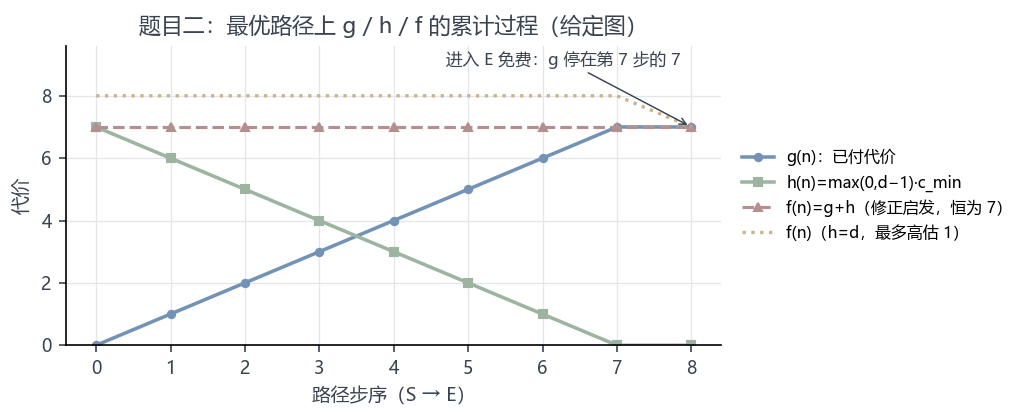 题目二：最优路径上 g / h / f 的累计过程（给定图）
进入 E 免费：g 停在第 7 步的 7
代价
8
6
4
2
0
0 1 2 3 4 5 6 7 8
路径步序（S → E）
g(n)：已付代价
h(n)=max(0,d−1)·c_min
f(n)=g+h（修正启发，恒为 7）
f(n)（h=d，最多高估 1）